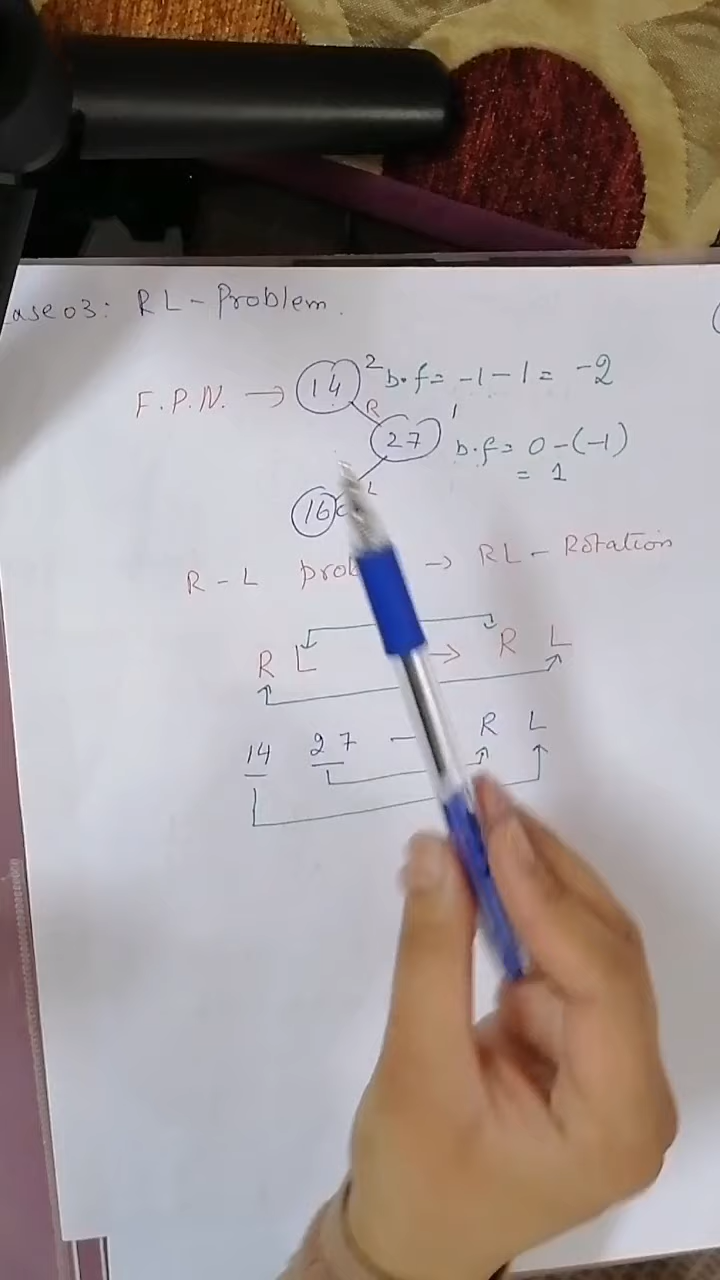 ase 03: RL - Problem.
F.P.N. → 14 2 b.f = -1 - 1 = -2
R
27 1 b.f = 0 - (-1)
= 1
L
16
R - L prob → RL - Rotation
R L → R L
14 27 — R L